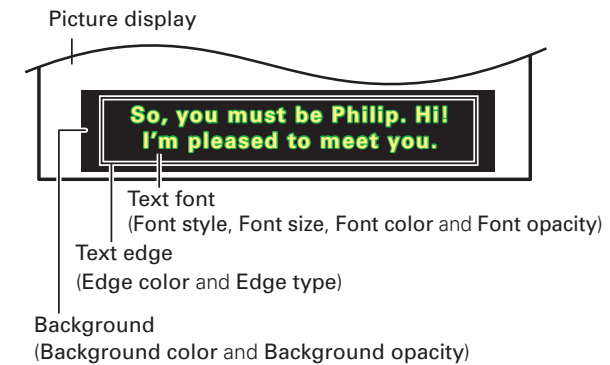 Picture display
So, you must be Philip. Hi!
I'm pleased to meet you.
Text font
(Font style, Font size, Font color and Font opacity)
Text edge
(Edge color and Edge type)
Background
(Background color and Background opacity)